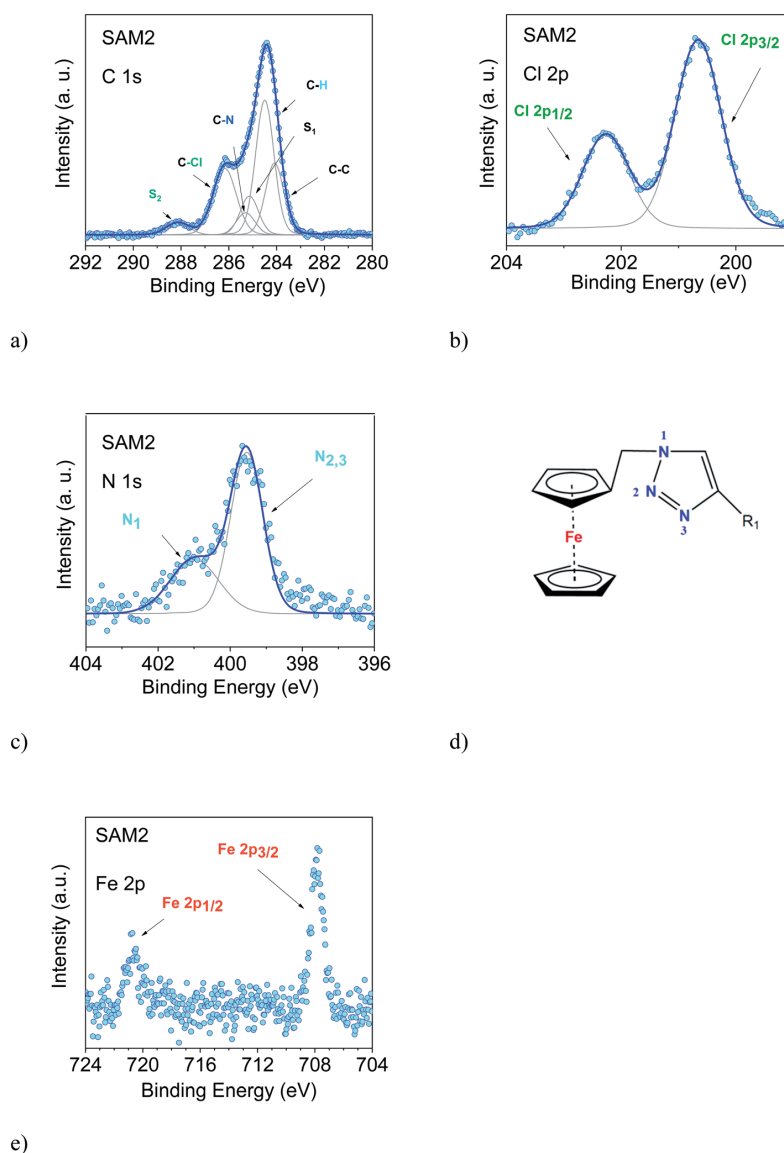 SAM2
C 1s
C-H
C-N
S₁
C-Cl
C-C
S₂
Intensity (a. u.)
292 290 288 286 284 282 280
Binding Energy (eV)
a)
SAM2
Cl 2p
Cl 2p3/2
Cl 2p1/2
Intensity (a. u.)
204 202 200
Binding Energy (eV)
b)
SAM2
N 1s
N2,3
N1
Intensity (a. u.)
404 402 400 398 396
Binding Energy (eV)
c)
1
N
2 N
N
3
R₁
Fe
d)
SAM2
Fe 2p3/2
Fe 2p
Fe 2p1/2
Intensity (a.u.)
724 720 716 712 708 704
Binding Energy (eV)
e)